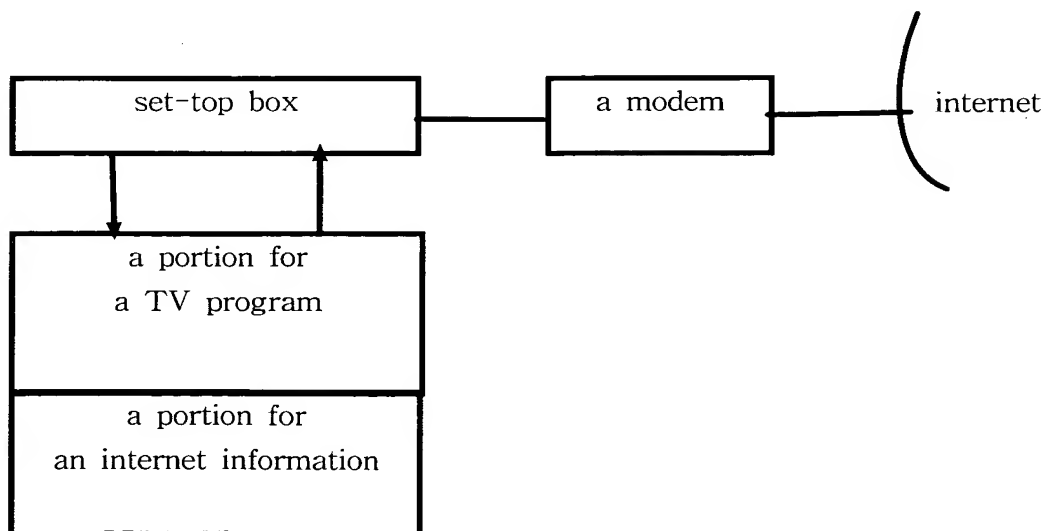 set-top box
a modem
internet
a portion for
a TV program
a portion for
an internet information